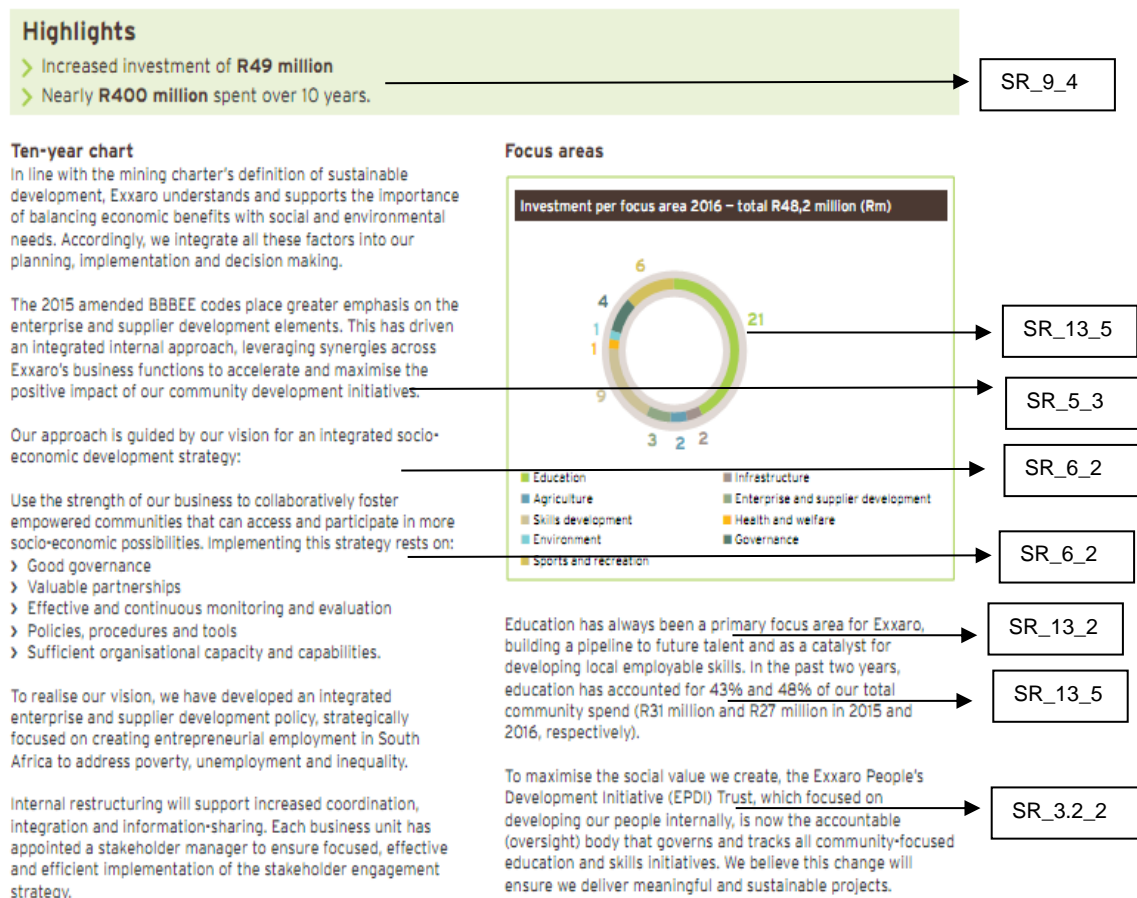 Highlights
> Increased investment of R49 million
> Nearly R400 million spent over 10 years.
SR_9_4
Ten-year chart
In line with the mining charter's definition of sustainable
development, Exxaro understands and supports the importance
of balancing economic benefits with social and environmental
needs. Accordingly, we integrate all these factors into our
planning, implementation and decision making.
The 2015 amended BBBEE codes place greater emphasis on the
enterprise and supplier development elements. This has driven
an integrated internal approach, leveraging synergies across
Exxaro's business functions to accelerate and maximise the
positive impact of our community development initiatives.
Our approach is guided by our vision for an integrated socio-
economic development strategy:
Use the strength of our business to collaboratively foster
empowered communities that can access and participate in more
socio-economic possibilities. Implementing this strategy rests on:
> Good governance
> Valuable partnerships
> Effective and continuous monitoring and evaluation
> Policies, procedures and tools
> Sufficient organisational capacity and capabilities.
To realise our vision, we have developed an integrated
enterprise and supplier development policy, strategically
focused on creating entrepreneurial employment in South
Africa to address poverty, unemployment and inequality.
Internal restructuring will support increased coordination,
integration and information-sharing. Each business unit has
appointed a stakeholder manager to ensure focused, effective
and efficient implementation of the stakeholder engagement
strategy.
Focus areas
Investment per focus area 2016 – total R48,2 million (Rm)
6
4
1
1
9
3
2
2
21
Education
Infrastructure
Agriculture
Enterprise and supplier development
Skills development
Health and welfare
Environment
Governance
Sports and recreation
Education has always been a primary focus area for Exxaro,
building a pipeline to future talent and as a catalyst for
developing local employable skills. In the past two years,
education has accounted for 43% and 48% of our total
community spend (R31 million and R27 million in 2015 and
2016, respectively).
To maximise the social value we create, the Exxaro People's
Development Initiative (EPDI) Trust, which focused on
developing our people internally, is now the accountable
(oversight) body that governs and tracks all community-focused
education and skills initiatives. We believe this change will
ensure we deliver meaningful and sustainable projects.
SR_13_5
SR_5_3
SR_6_2
SR_6_2
SR_13_2
SR_13_5
SR_3.2_2